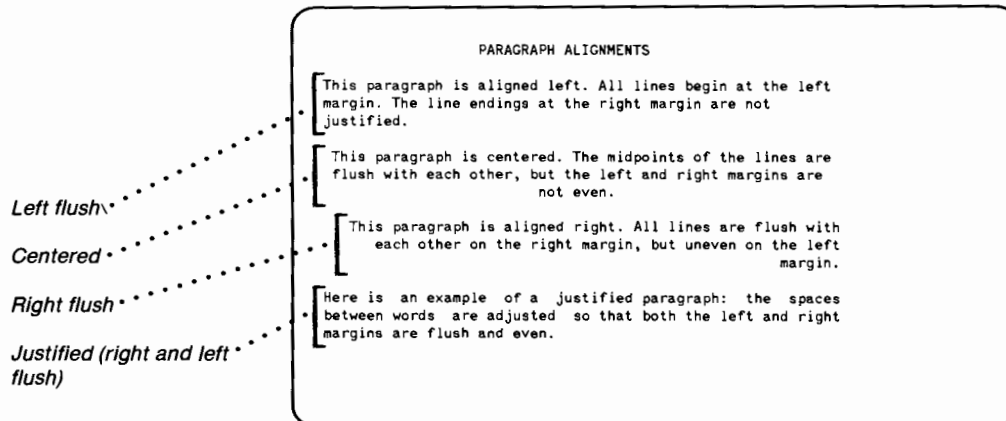 PARAGRAPH ALIGNMENTS
This paragraph is aligned left. All lines begin at the left
margin. The line endings at the right margin are not
justified.
This paragraph is centered. The midpoints of the lines are
flush with each other, but the left and right margins are
not even.
This paragraph is aligned right. All lines are flush with
each other on the right margin, but uneven on the left
margin.
Here is an example of a justified paragraph: the spaces
between words are adjusted so that both the left and right
margins are flush and even.
Left flush
Centered
Right flush
Justified (right and left
flush)